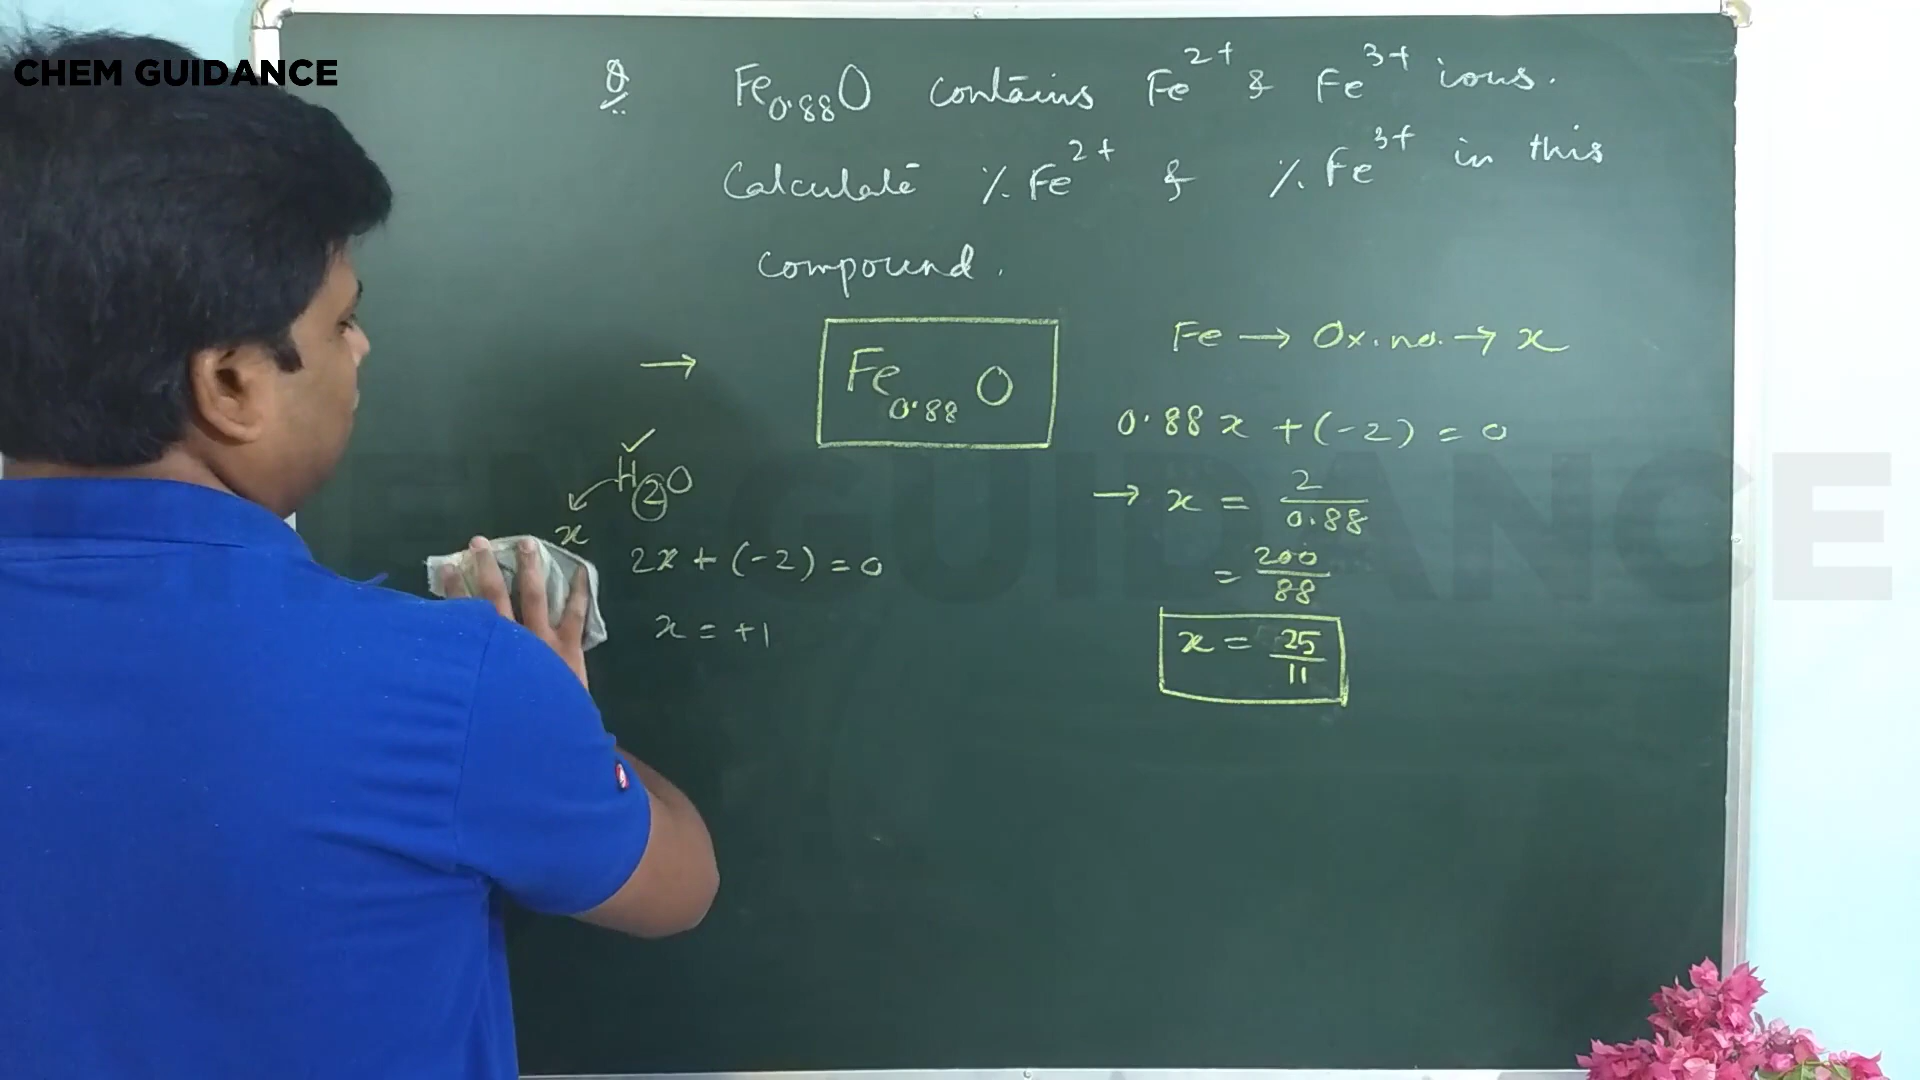 CHEM GUIDANCE
Q Fe0.88O contains Fe2+ & Fe3+ ions.
Calculate % Fe2+ & % Fe3+ in this
compound.
→ Fe0.88O
Fe → Ox. no. → x
0.88x + (-2) = 0
→ x = 2/0.88
= 200/88
x = 25/11
✓
H2O
x
2x + (-2) = 0
x = +1
GUIDANCE